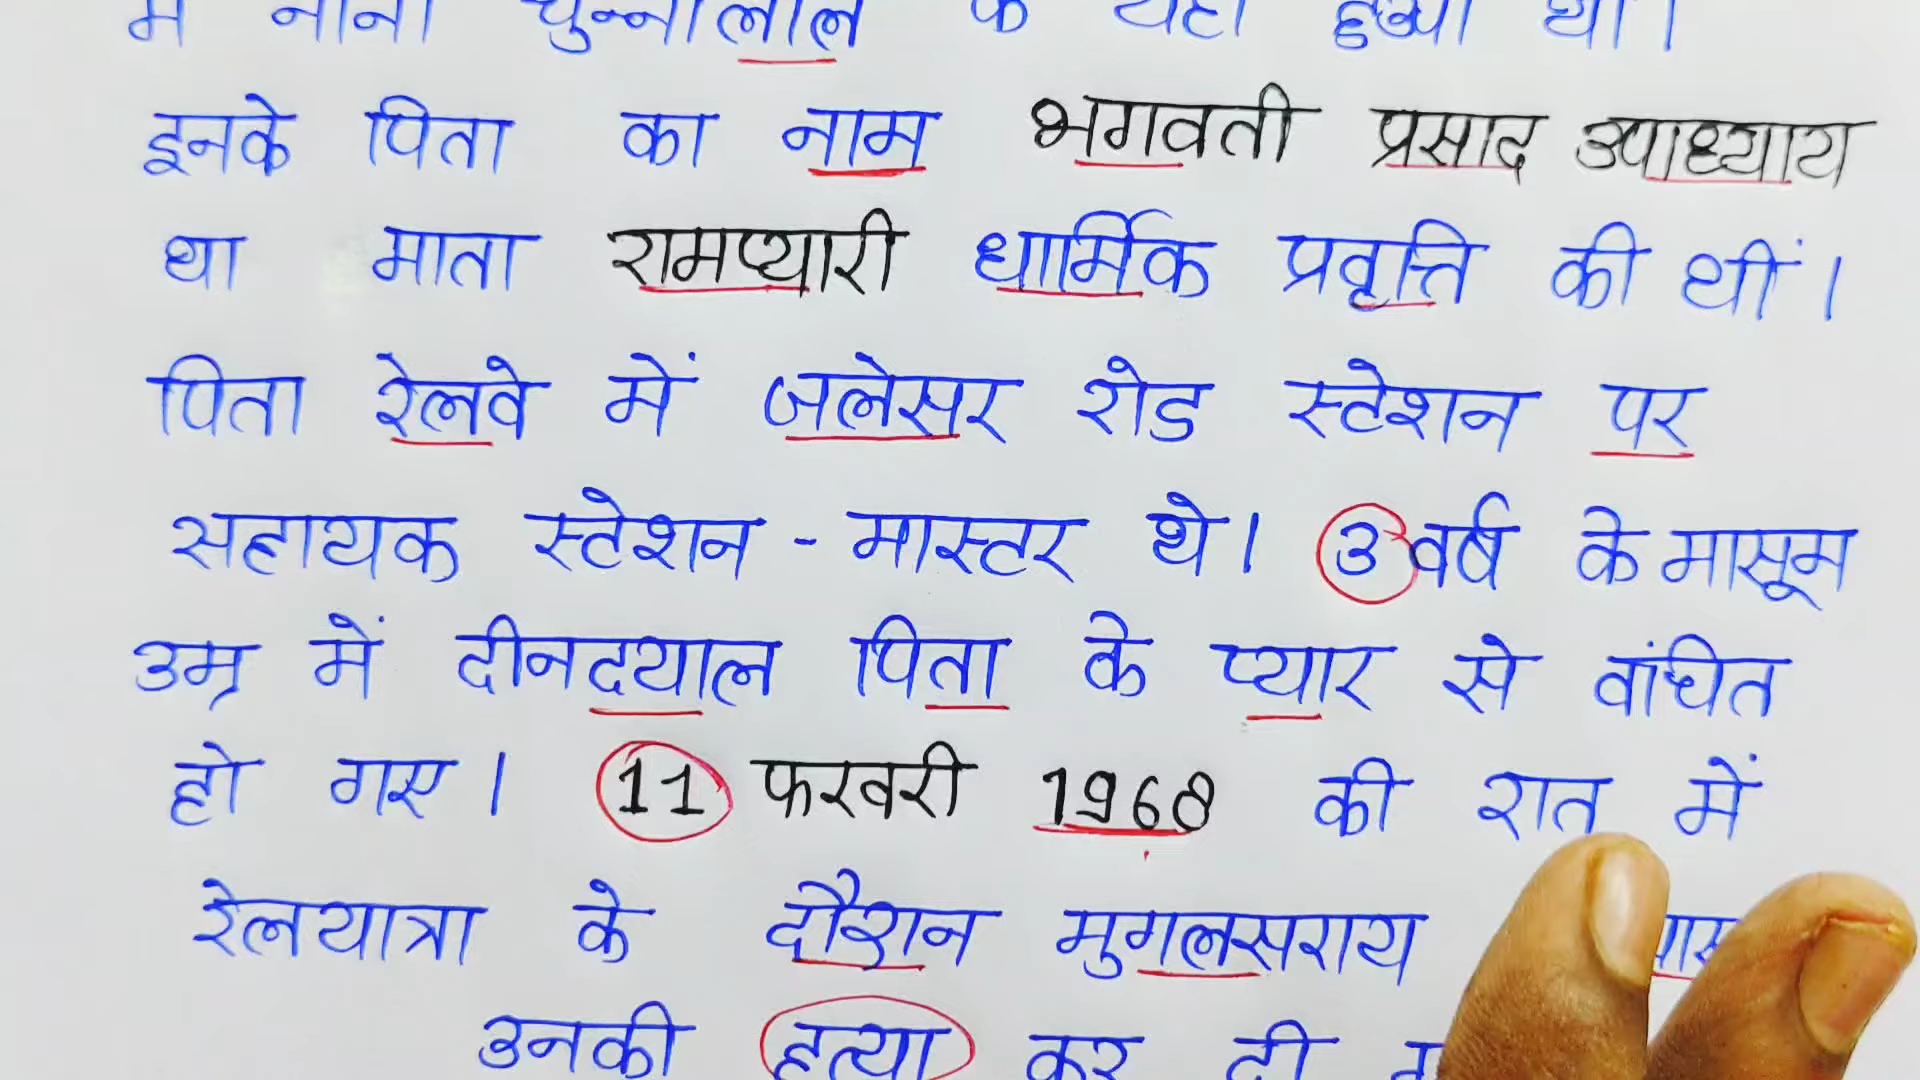 में नाना चुन्नीलाल के यहाँ हुआ था।
इनके पिता का नाम भगवती प्रसाद उपाध्याय
था माता रामप्यारी धार्मिक प्रवृत्ति की थीं।
पिता रेलवे में जलेसर रोड स्टेशन पर
सहायक स्टेशन - मास्टर थे। 3 वर्ष के मासूम
उम्र में दीनदयाल पिता के प्यार से वंचित
हो गए। 11 फरवरी 1968 की रात में
रेलयात्रा के दौरान मुगलसराय
उनकी हत्या कर दी